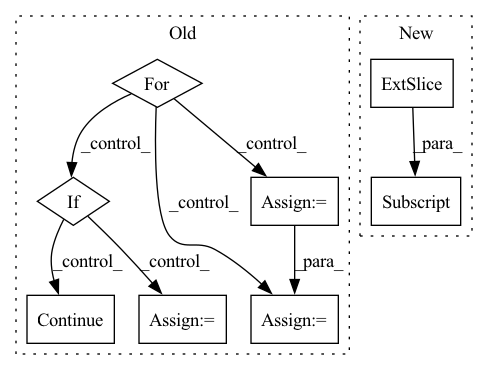 Old
New
For
ExtSlice
_control_
_control_
_para_
If
_control_
Assign:=
Subscript
_control_
_control_
_para_
Continue
Assign:=
Assign:=